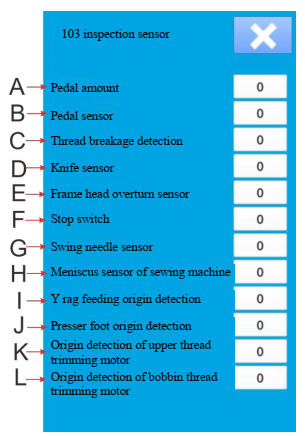 103 inspection sensor
A Pedal amount 0
B Pedal sensor 0
C Thread breakage detection 0
D Knife sensor 0
E Frame head overturn sensor 0
F Stop switch 0
G Swing needle sensor 0
H Meniscus sensor of sewing machine 0
I Y rag feeding origin detection 0
J Presser foot origin detection 0
K Origin detection of upper thread 0
trimming motor
L Origin detection of bobbin thread 0
trimming motor